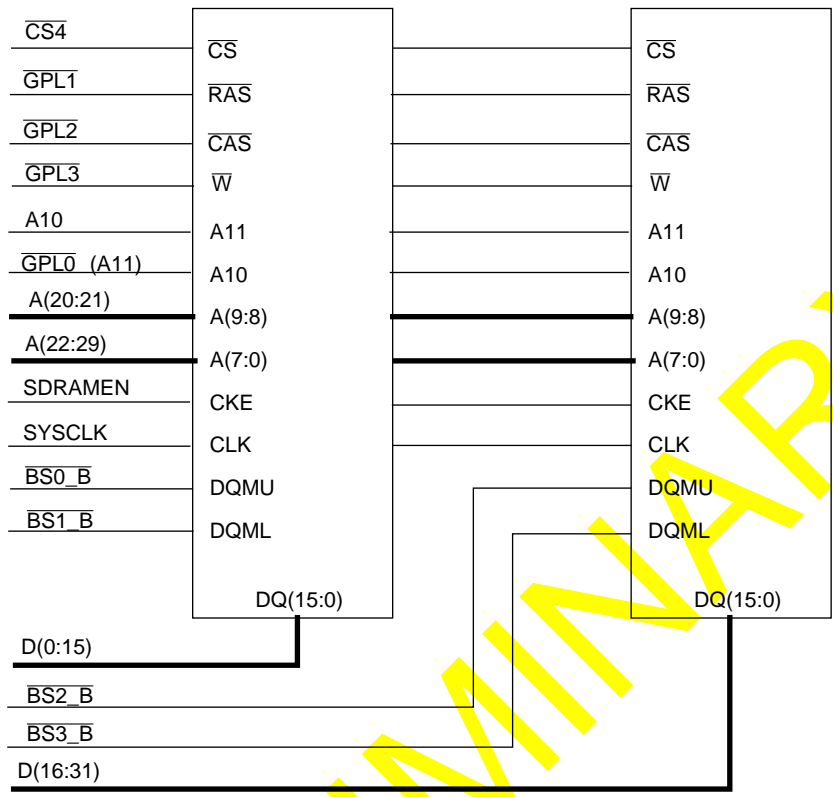 CS4
GPL1
GPL2
GPL3
A10
GPL0 (A11)
A(20:21)
A(22:29)
SDRAMEN
SYSCLK
BS0_B
BS1_B
CS
RAS
CAS
W
A11
A10
A(9:8)
A(7:0)
CKE
CLK
DQMU
DQML
DQ(15:0)
CS
RAS
CAS
W
A11
A10
A(9:8)
A(7:0)
CKE
CLK
DQMU
DQML
DQ(15:0)
D(0:15)
BS2_B
BS3_B
D(16:31)
MINAR